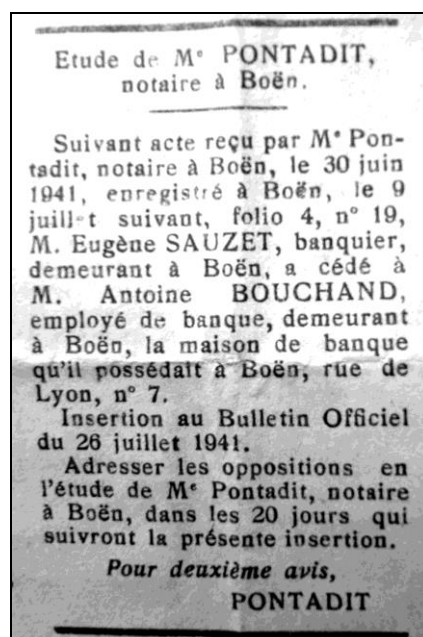 Etude de Mᵉ PONTADIT,
notaire à Boën.
Suivant acte reçu par Mᵉ Pon-
tadit, notaire à Boën, le 30 juin
1941, enregistré à Boën, le 9
juillet suivant, folio 4, n° 19,
M. Eugène SAUZET, banquier,
demeurant à Boën, a cédé à
M. Antoine BOUCHAND,
employé de banque, demeurant
à Boën, la maison de banque
qu'il possédait à Boën, rue de
Lyon, n° 7.
Insertion au Bulletin Officiel
du 26 juillet 1941.
Adresser les oppositions en
l'étude de Mᵉ Pontadit, notaire
à Boën, dans les 20 jours qui
suivront la présente insertion.
Pour deuxième avis,
PONTADIT